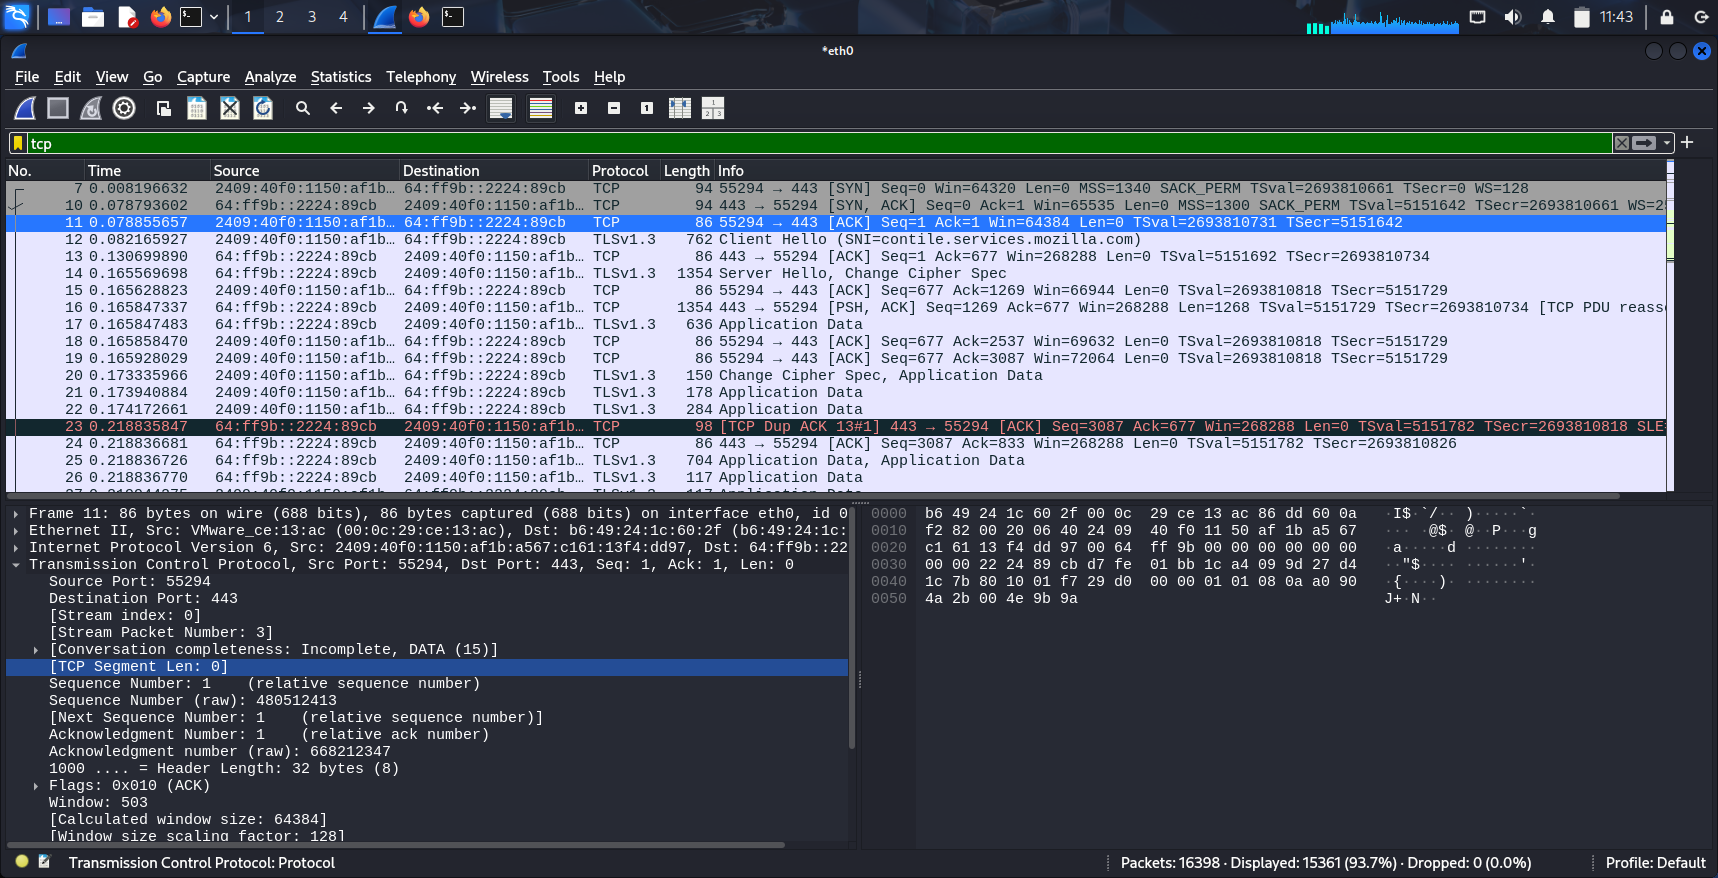 1 2 3 4 11:43
*eth0
File Edit View Go Capture Analyze Statistics Telephony Wireless Tools Help
tcp
No. Time Source Destination Protocol Length Info
7 0.008196632 2409:40f0:1150:af1b… 64:ff9b::2224:89cb TCP 94 55294 → 443 [SYN] Seq=0 Win=64320 Len=0 MSS=1340 SACK_PERM TSval=2693810661 TSecr=0 WS=128
10 0.078793602 64:ff9b::2224:89cb 2409:40f0:1150:af1b… TCP 94 443 → 55294 [SYN, ACK] Seq=0 Ack=1 Win=65535 Len=0 MSS=1300 SACK_PERM TSval=5151642 TSecr=2693810661 WS=25
11 0.078855657 2409:40f0:1150:af1b… 64:ff9b::2224:89cb TCP 86 55294 → 443 [ACK] Seq=1 Ack=1 Win=64384 Len=0 TSval=2693810731 TSecr=5151642
12 0.082165927 2409:40f0:1150:af1b… 64:ff9b::2224:89cb TLSv1.3 762 Client Hello (SNI=contile.services.mozilla.com)
13 0.130699890 64:ff9b::2224:89cb 2409:40f0:1150:af1b… TCP 86 443 → 55294 [ACK] Seq=1 Ack=677 Win=268288 Len=0 TSval=5151692 TSecr=2693810734
14 0.165569698 64:ff9b::2224:89cb 2409:40f0:1150:af1b… TLSv1.3 1354 Server Hello, Change Cipher Spec
15 0.165628823 2409:40f0:1150:af1b… 64:ff9b::2224:89cb TCP 86 55294 → 443 [ACK] Seq=677 Ack=1269 Win=66944 Len=0 TSval=2693810818 TSecr=5151729
16 0.165847337 64:ff9b::2224:89cb 2409:40f0:1150:af1b… TCP 1354 443 → 55294 [PSH, ACK] Seq=1269 Ack=677 Win=268288 Len=1268 TSval=5151729 TSecr=2693810734 [TCP PDU reasse
17 0.165847483 64:ff9b::2224:89cb 2409:40f0:1150:af1b… TLSv1.3 636 Application Data
18 0.165858470 2409:40f0:1150:af1b… 64:ff9b::2224:89cb TCP 86 55294 → 443 [ACK] Seq=677 Ack=2537 Win=69632 Len=0 TSval=2693810818 TSecr=5151729
19 0.165928029 2409:40f0:1150:af1b… 64:ff9b::2224:89cb TCP 86 55294 → 443 [ACK] Seq=677 Ack=3087 Win=72064 Len=0 TSval=2693810818 TSecr=5151729
20 0.173335966 2409:40f0:1150:af1b… 64:ff9b::2224:89cb TLSv1.3 150 Change Cipher Spec, Application Data
21 0.173940884 2409:40f0:1150:af1b… 64:ff9b::2224:89cb TLSv1.3 178 Application Data
22 0.174172661 2409:40f0:1150:af1b… 64:ff9b::2224:89cb TLSv1.3 284 Application Data
23 0.218835847 64:ff9b::2224:89cb 2409:40f0:1150:af1b… TCP 98 [TCP Dup ACK 13#1] 443 → 55294 [ACK] Seq=3087 Ack=677 Win=268288 Len=0 TSval=5151782 TSecr=2693810818 SLE=
24 0.218836681 64:ff9b::2224:89cb 2409:40f0:1150:af1b… TCP 86 443 → 55294 [ACK] Seq=3087 Ack=833 Win=268288 Len=0 TSval=5151782 TSecr=2693810826
25 0.218836726 64:ff9b::2224:89cb 2409:40f0:1150:af1b… TLSv1.3 704 Application Data, Application Data
26 0.218836770 64:ff9b::2224:89cb 2409:40f0:1150:af1b… TLSv1.3 117 Application Data
Frame 11: 86 bytes on wire (688 bits), 86 bytes captured (688 bits) on interface eth0, id 0
Ethernet II, Src: VMware_ce:13:ac (00:0c:29:ce:13:ac), Dst: b6:49:24:1c:60:2f (b6:49:24:1c:
Internet Protocol Version 6, Src: 2409:40f0:1150:af1b:a567:c161:13f4:dd97, Dst: 64:ff9b::22
Transmission Control Protocol, Src Port: 55294, Dst Port: 443, Seq: 1, Ack: 1, Len: 0
Source Port: 55294
Destination Port: 443
[Stream index: 0]
[Stream Packet Number: 3]
[Conversation completeness: Incomplete, DATA (15)]
[TCP Segment Len: 0]
Sequence Number: 1 (relative sequence number)
Sequence Number (raw): 480512413
[Next Sequence Number: 1 (relative sequence number)]
Acknowledgment Number: 1 (relative ack number)
Acknowledgment number (raw): 668212347
1000 .... = Header Length: 32 bytes (8)
Flags: 0x010 (ACK)
Window: 503
[Calculated window size: 64384]
[Window size scaling factor: 128]
0000 b6 49 24 1c 60 2f 00 0c 29 ce 13 ac 86 dd 60 0a ·I$·`/·· )·····`·
0010 f2 82 00 20 06 40 24 09 40 f0 11 50 af 1b a5 67 ··· ·@$· @··P···g
0020 c1 61 13 f4 dd 97 00 64 ff 9b 00 00 00 00 00 00 ·a·····d ········
0030 00 00 22 24 89 cb d7 fe 01 bb 1c a4 09 9d 27 d4 ··"$···· ······'·
0040 1c 7b 80 10 01 f7 29 d0 00 00 01 01 08 0a a0 90 ·{····)· ········
0050 4a 2b 00 4e 9b 9a J+·N··
Transmission Control Protocol: Protocol Packets: 16398 · Displayed: 15361 (93.7%) · Dropped: 0 (0.0%) Profile: Default